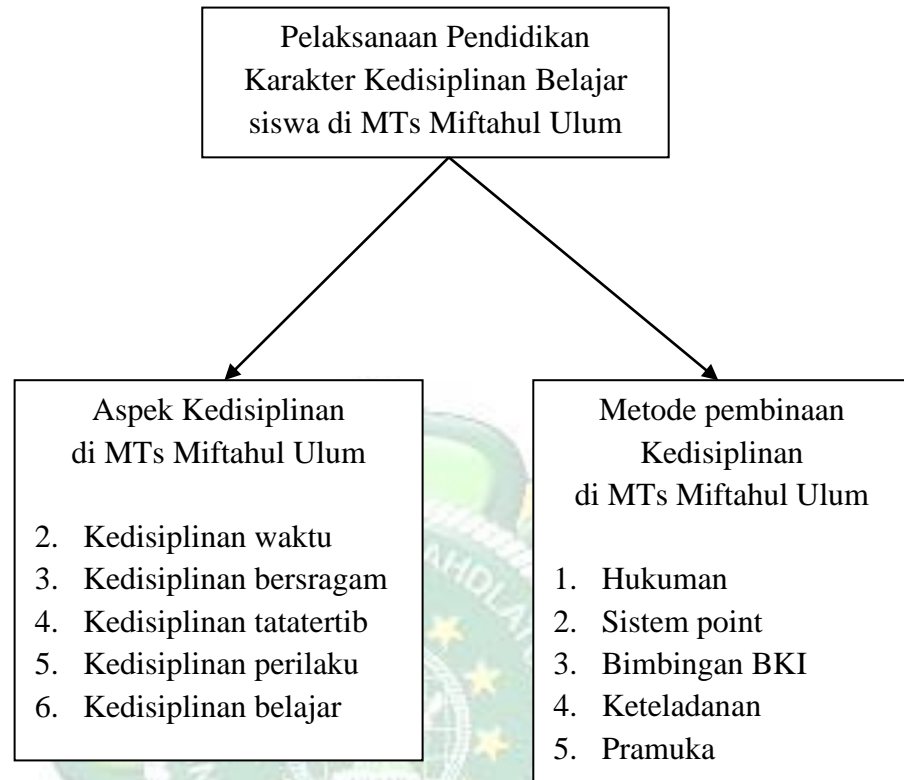 Pelaksanaan Pendidikan
Karakter Kedisiplinan Belajar
siswa di MTs Miftahul Ulum
Aspek Kedisiplinan
di MTs Miftahul Ulum
2. Kedisiplinan waktu
3. Kedisiplinan bersragam
4. Kedisiplinan tatatertib
5. Kedisiplinan perilaku
6. Kedisiplinan belajar
Metode pembinaan
Kedisiplinan
di MTs Miftahul Ulum
1. Hukuman
2. Sistem point
3. Bimbingan BKI
4. Keteladanan
5. Pramuka